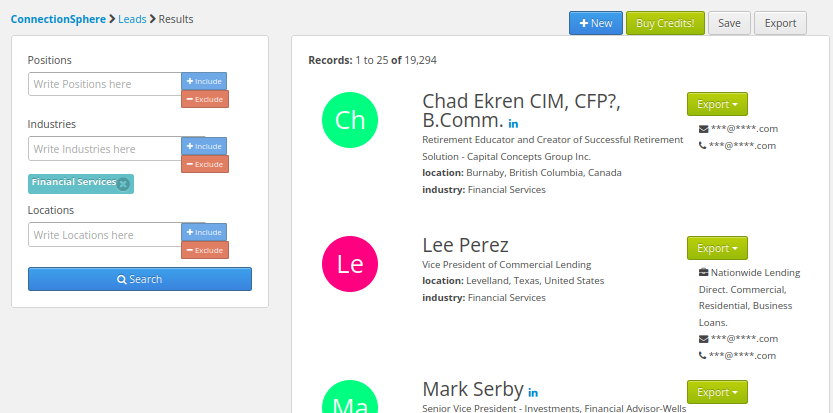 ConnectionSphere > Leads > Results
+ New
Buy Credits!
Save
Export
Positions
Write Positions here
+ Include
− Exclude
Industries
Write Industries here
+ Include
− Exclude
Financial Services
Locations
Write Locations here
+ Include
− Exclude
Search
Records: 1 to 25 of 19,294
Ch
Chad Ekren CIM, CFP?,
B.Comm. in
Retirement Educator and Creator of Successful Retirement
Solution - Capital Concepts Group Inc.
location: Burnaby, British Columbia, Canada
industry: Financial Services
Export
***@****.com
***@****.com
Le
Lee Perez
Vice President of Commercial Lending
location: Levelland, Texas, United States
industry: Financial Services
Export
Nationwide Lending
Direct. Commercial,
Residential, Business
Loans.
***@****.com
***@****.com
Ma
Mark Serby in
Senior Vice President - Investments, Financial Advisor-Wells
Export